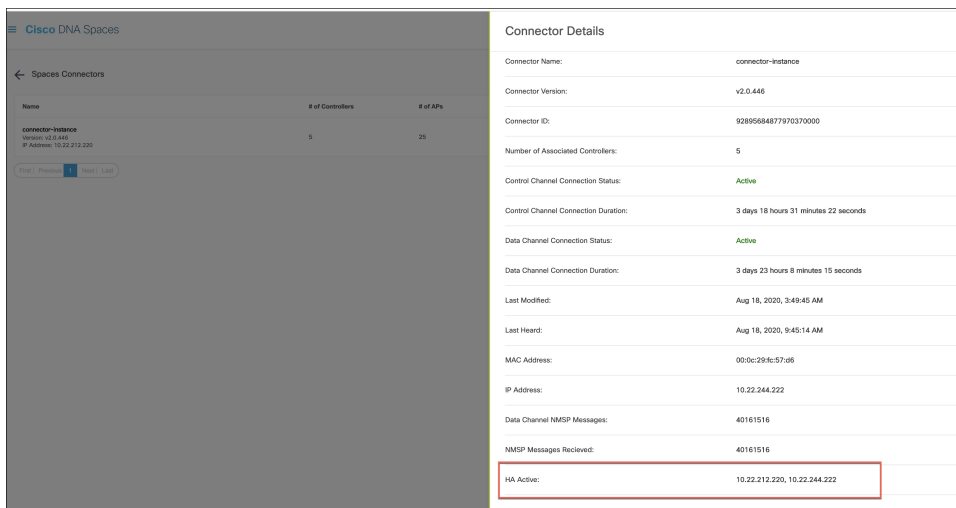 Cisco DNA Spaces
Spaces Connectors
Name # of Controllers # of APs
connector-instance
Version: v2.0.446
IP Address: 10.22.212.220
5 25
First Previous 1 Next Last
Connector Details
Connector Name: connector-instance
Connector Version: v2.0.446
Connector ID: 92895684877970370000
Number of Associated Controllers: 5
Control Channel Connection Status: Active
Control Channel Connection Duration: 3 days 18 hours 31 minutes 22 seconds
Data Channel Connection Status: Active
Data Channel Connection Duration: 3 days 23 hours 8 minutes 15 seconds
Last Modified: Aug 18, 2020, 3:49:45 AM
Last Heard: Aug 18, 2020, 9:45:14 AM
MAC Address: 00:0c:29:fc:57:d6
IP Address: 10.22.244.222
Data Channel NMSP Messages: 40161516
NMSP Messages Recieved: 40161516
HA Active: 10.22.212.220, 10.22.244.222